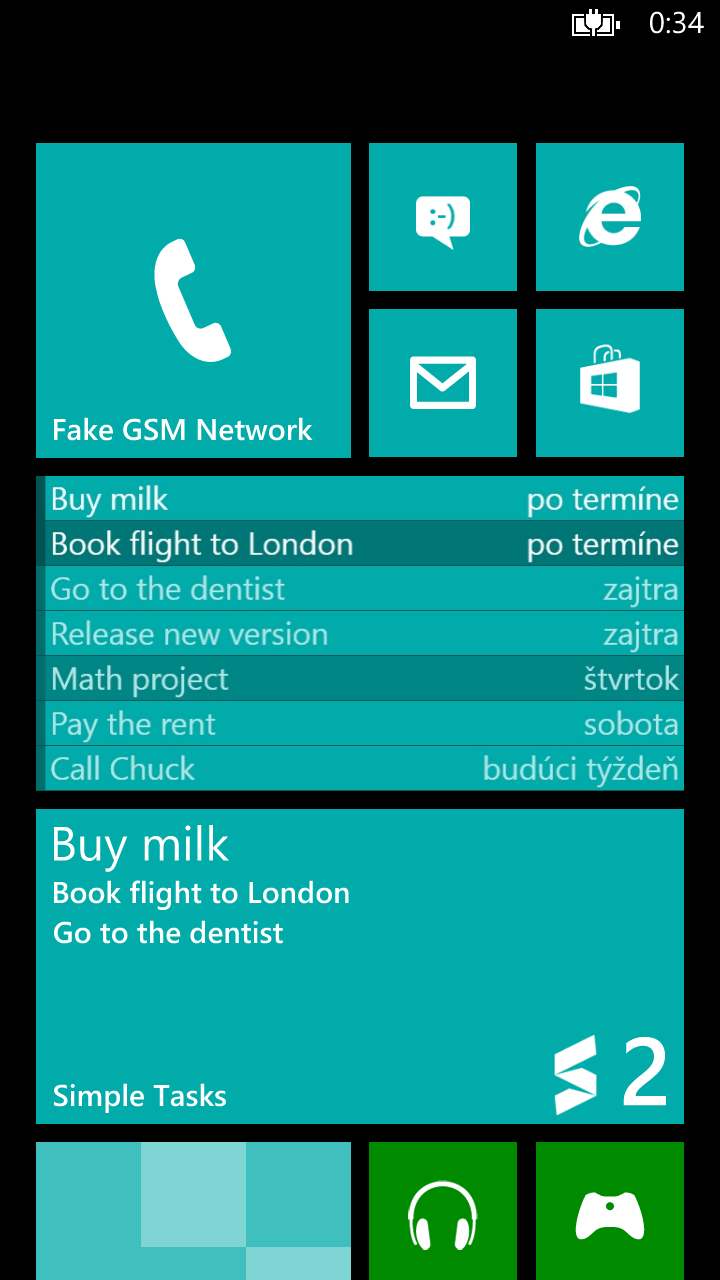 0:34
:-)
Fake GSM Network
Buy milk po termíne
Book flight to London po termíne
Go to the dentist zajtra
Release new version zajtra
Math project štvrtok
Pay the rent sobota
Call Chuck budúci týždeň
Buy milk
Book flight to London
Go to the dentist
Simple Tasks 2